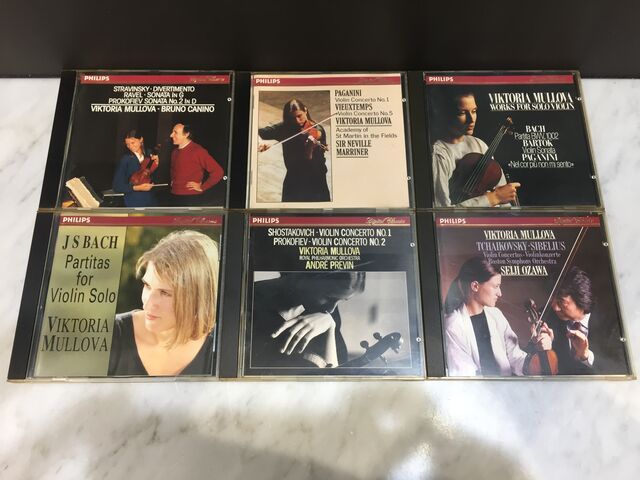 PHILIPS
Digital Classics
STRAVINSKY · DIVERTIMENTO
RAVEL · SONATA IN G
PROKOFIEV SONATA No. 2 IN D
VIKTORIA MULLOVA · BRUNO CANINO
PHILIPS
PAGANINI
Violin Concerto No.1
VIEUXTEMPS
Violin Concerto No.5
VIKTORIA MULLOVA
Academy of
St Martin in the Fields
SIR NEVILLE
MARRINER
PHILIPS
VIKTORIA MULLOVA
WORKS FOR SOLO VIOLIN
BACH
Partita BWV 1002
BARTOK
Violin Sonata
PAGANINI
«Nel cor più non mi sento»
PHILIPS
J S BACH
Partitas
for
Violin Solo
VIKTORIA
MULLOVA
PHILIPS
Digital Classics
SHOSTAKOVICH · VIOLIN CONCERTO NO.1
PROKOFIEV · VIOLIN CONCERTO NO. 2
VIKTORIA MULLOVA
ROYAL PHILHARMONIC ORCHESTRA
ANDRÉ PREVIN
PHILIPS
VIKTORIA MULLOVA
TCHAIKOVSKY · SIBELIUS
Violin Concertos · Violinkonzerte
Boston Symphony Orchestra
SEIJI OZAWA